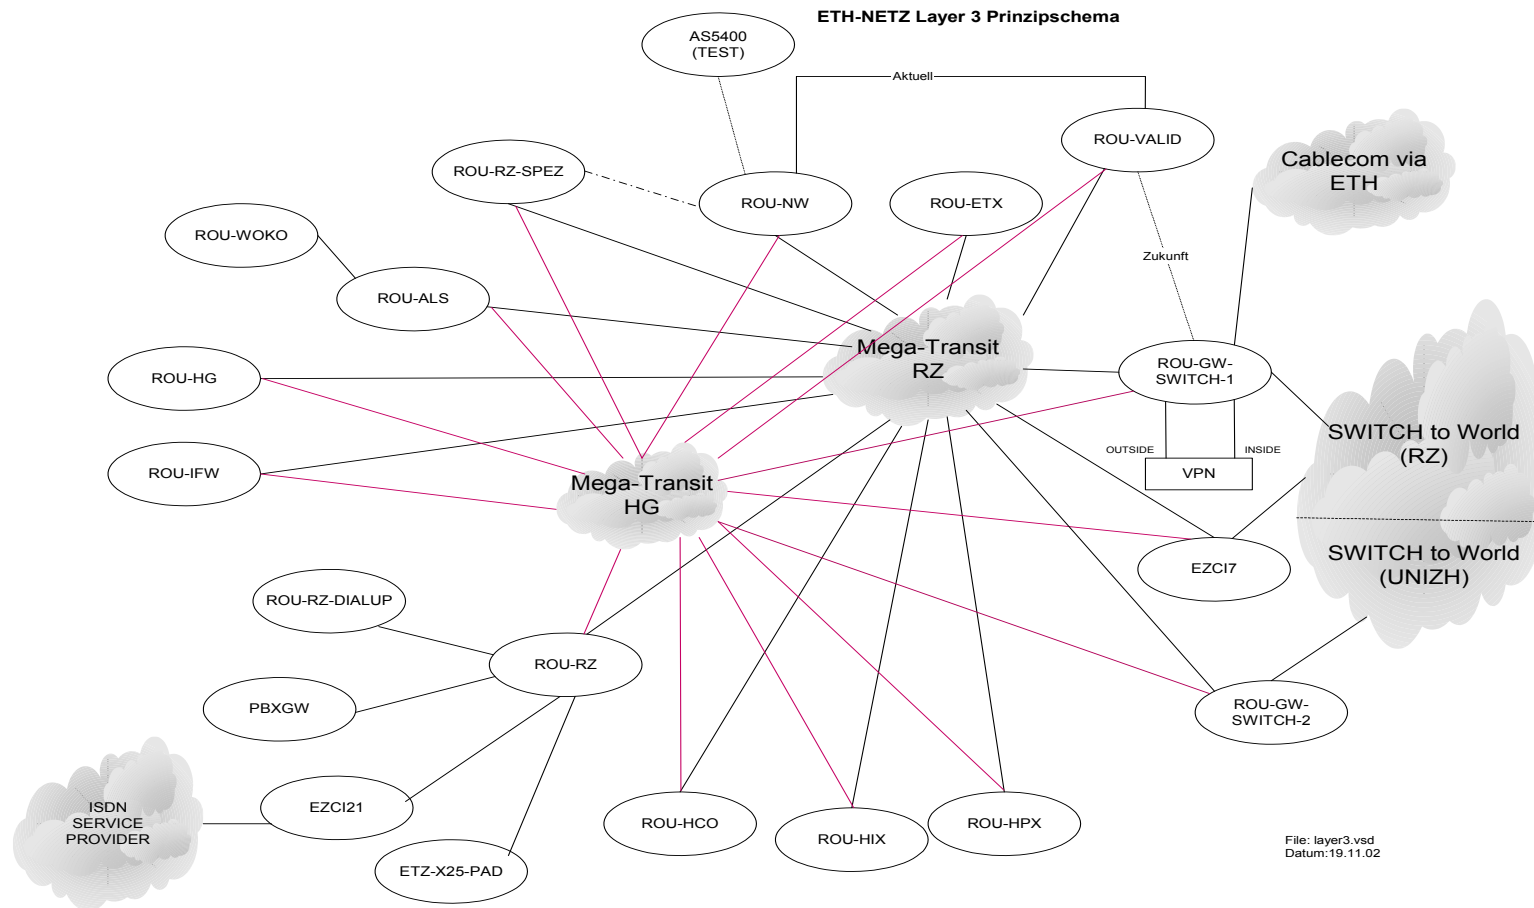 ETH-NETZ Layer 3 Prinzipschema
AS5400
(TEST)
Aktuell
ROU-VALID
ROU-RZ-SPEZ
Cablecom via
ETH
ROU-NW
ROU-ETX
ROU-WOKO
Zukunft
ROU-ALS
Mega-Transit
RZ
ROU-GW-
SWITCH-1
ROU-HG
SWITCH to World
(RZ)
OUTSIDE
INSIDE
VPN
ROU-IFW
Mega-Transit
HG
SWITCH to World
(UNIZH)
EZCI7
ROU-RZ-DIALUP
ROU-RZ
PBXGW
ROU-GW-
SWITCH-2
ISDN
SERVICE
PROVIDER
EZCI21
ROU-HCO
ROU-HIX
ROU-HPX
ETZ-X25-PAD
File: layer3.vsd
Datum:19.11.02